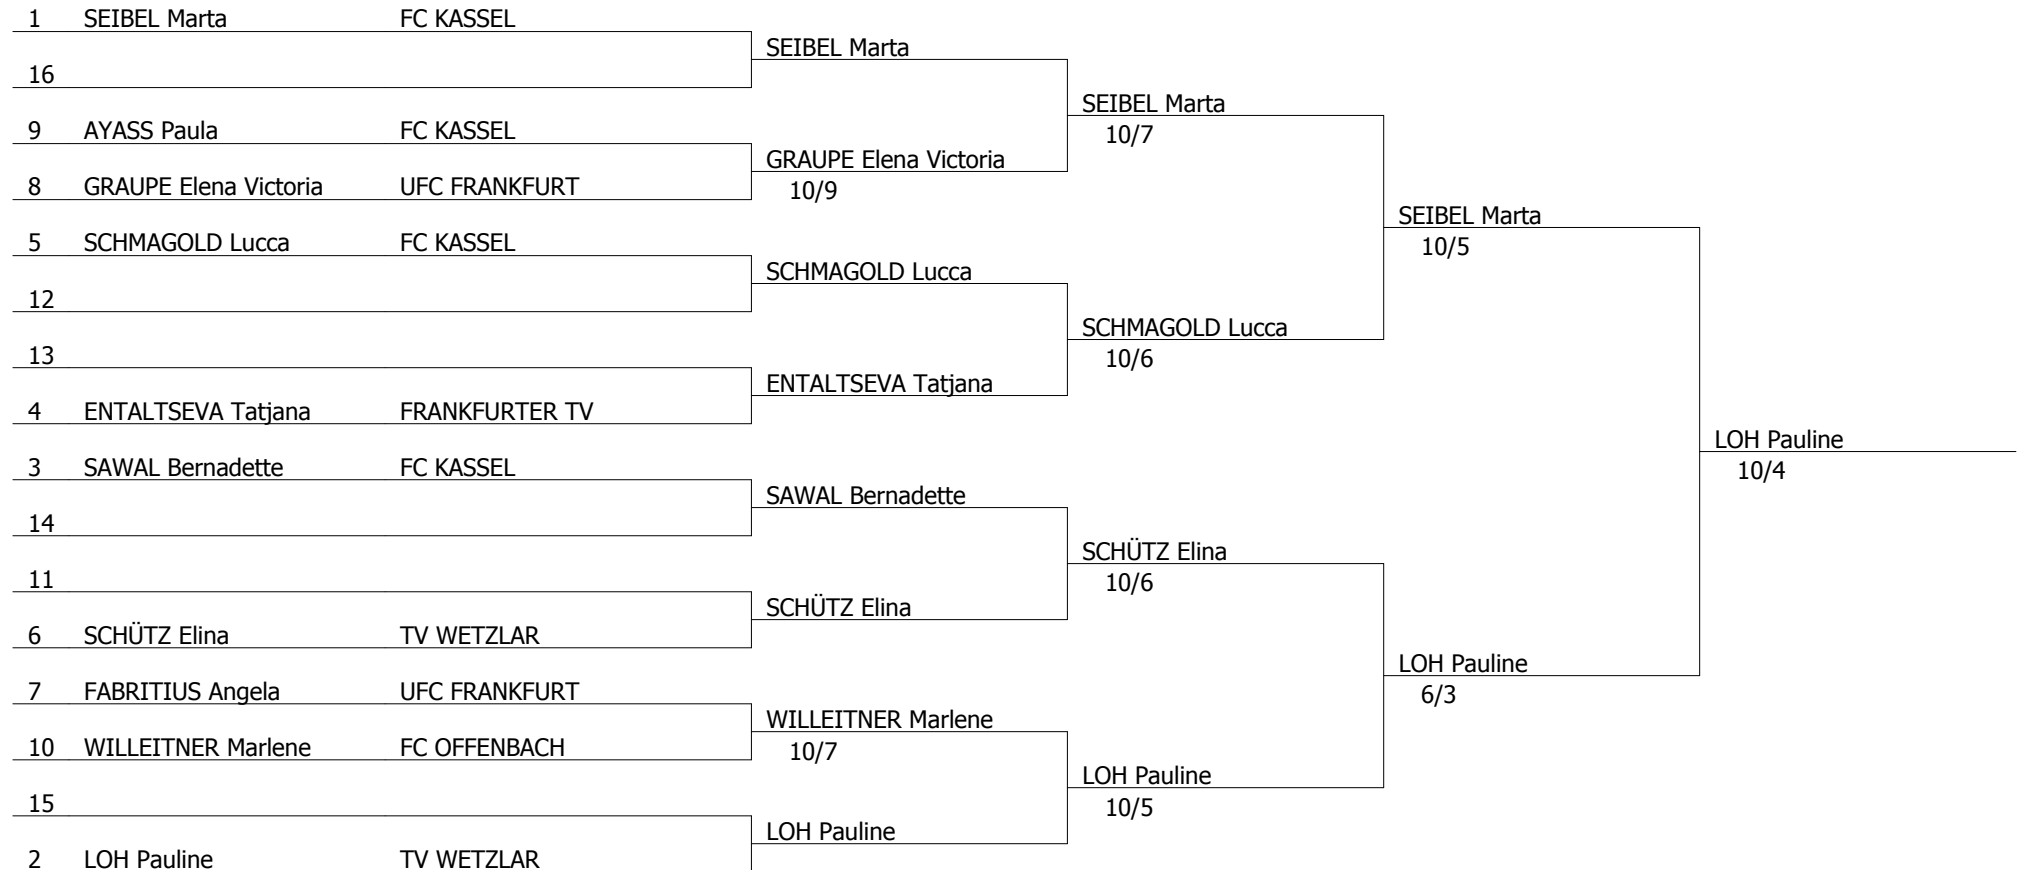 1 SEIBEL Marta FC KASSEL
SEIBEL Marta
16
SEIBEL Marta
10/7
9 AYASS Paula FC KASSEL
GRAUPE Elena Victoria
10/9
8 GRAUPE Elena Victoria UFC FRANKFURT
SEIBEL Marta
10/5
5 SCHMAGOLD Lucca FC KASSEL
SCHMAGOLD Lucca
12
SCHMAGOLD Lucca
10/6
13
ENTALTSEVA Tatjana
4 ENTALTSEVA Tatjana FRANKFURTER TV
LOH Pauline
10/4
3 SAWAL Bernadette FC KASSEL
SAWAL Bernadette
14
SCHÜTZ Elina
10/6
11
SCHÜTZ Elina
6 SCHÜTZ Elina TV WETZLAR
LOH Pauline
6/3
7 FABRITIUS Angela UFC FRANKFURT
WILLEITNER Marlene
10/7
10 WILLEITNER Marlene FC OFFENBACH
LOH Pauline
10/5
15
LOH Pauline
2 LOH Pauline TV WETZLAR